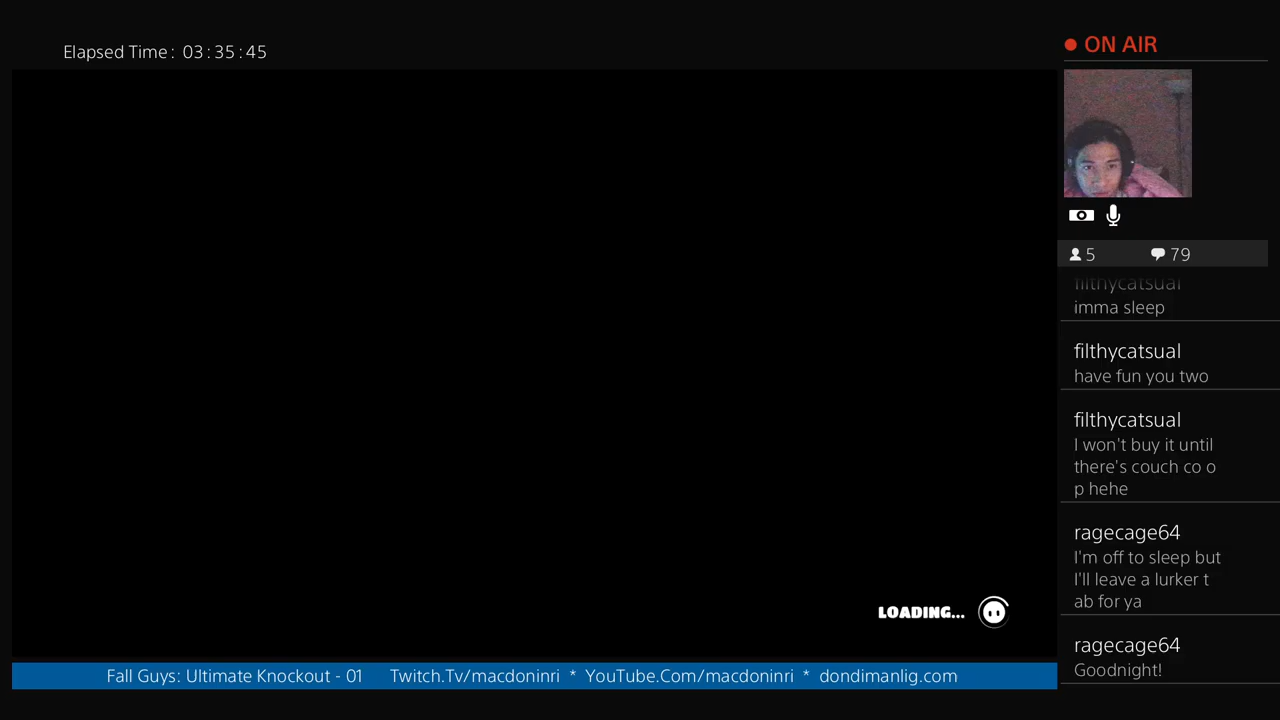 Elapsed Time: 03:35:45
ON AIR
5 79
filthycatsual
imma sleep
filthycatsual
have fun you two
filthycatsual
I won't buy it until
there's couch co o
p hehe
ragecage64
I'm off to sleep but
I'll leave a lurker t
ab for ya
ragecage64
Goodnight!
LOADING...
Fall Guys: Ultimate Knockout - 01 Twitch.Tv/macdoninri * YouTube.Com/macdoninri * dondimanlig.com